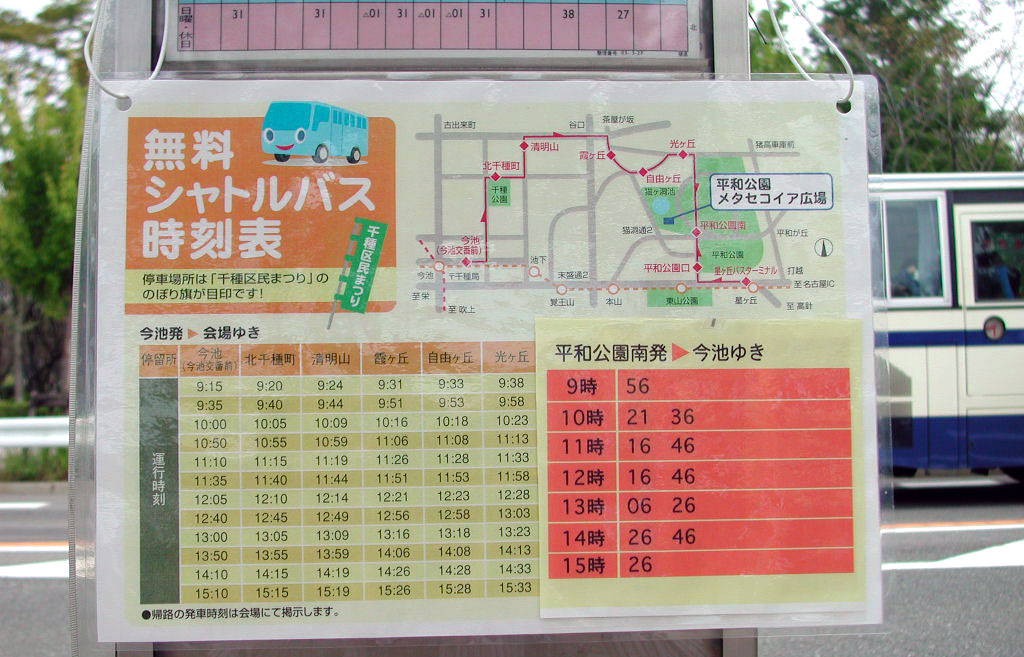 日曜・休日 31 31 △01 31 △01 △01 31 38 27
北
無料
シャトルバス
時刻表
停車場所は「千種区民まつり」の
のぼり旗が目印です!
千種区民まつり
古出来町
谷口
茶屋が坂
清明山
霞ヶ丘
光ヶ丘
猪高車庫前
北千種町
自由ヶ丘
千種
公園
猫ヶ洞池
平和公園
メタセコイア広場
今池
(今池交番前)
猫洞通2
平和公園南
平和が丘
平和公園
平和公園口
星ヶ丘バスターミナル
打越
池下
今池
〒千種局
末盛通2
至名古屋IC
至栄
至吹上
覚王山
本山
東山公園
星ヶ丘
至高針
今池発▶会場ゆき
停留所 今池(今池交番前) 北千種町 清明山 霞ヶ丘 自由ヶ丘 光ヶ丘
運行時刻
9:15 9:20 9:24 9:31 9:33 9:38
9:35 9:40 9:44 9:51 9:53 9:58
10:00 10:05 10:09 10:16 10:18 10:23
10:50 10:55 10:59 11:06 11:08 11:13
11:10 11:15 11:19 11:26 11:28 11:33
11:35 11:40 11:44 11:51 11:53 11:58
12:05 12:10 12:14 12:21 12:23 12:28
12:40 12:45 12:49 12:56 12:58 13:03
13:00 13:05 13:09 13:16 13:18 13:23
13:50 13:55 13:59 14:06 14:08 14:13
14:10 14:15 14:19 14:26 14:28 14:33
15:10 15:15 15:19 15:26 15:28 15:33
●帰路の発車時刻は会場にて掲示します。
平和公園南発▶今池ゆき
9時 56
10時 21 36
11時 16 46
12時 16 46
13時 06 26
14時 26 46
15時 26